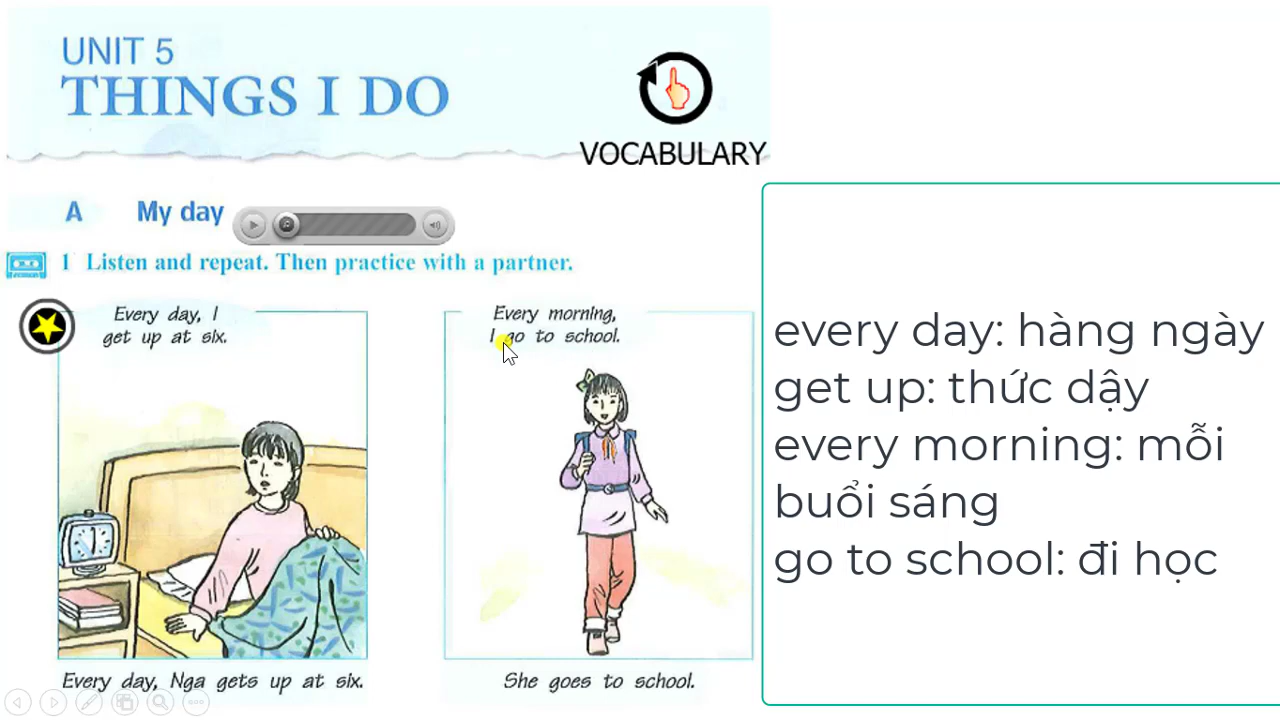 UNIT 5
THINGS I DO
VOCABULARY
A My day
1 Listen and repeat. Then practice with a partner.
Every day, I
get up at six.
Every morning,
I go to school.
Every day, Nga gets up at six.
She goes to school.
every day: hàng ngày
get up: thức dậy
every morning: mỗi
buổi sáng
go to school: đi học